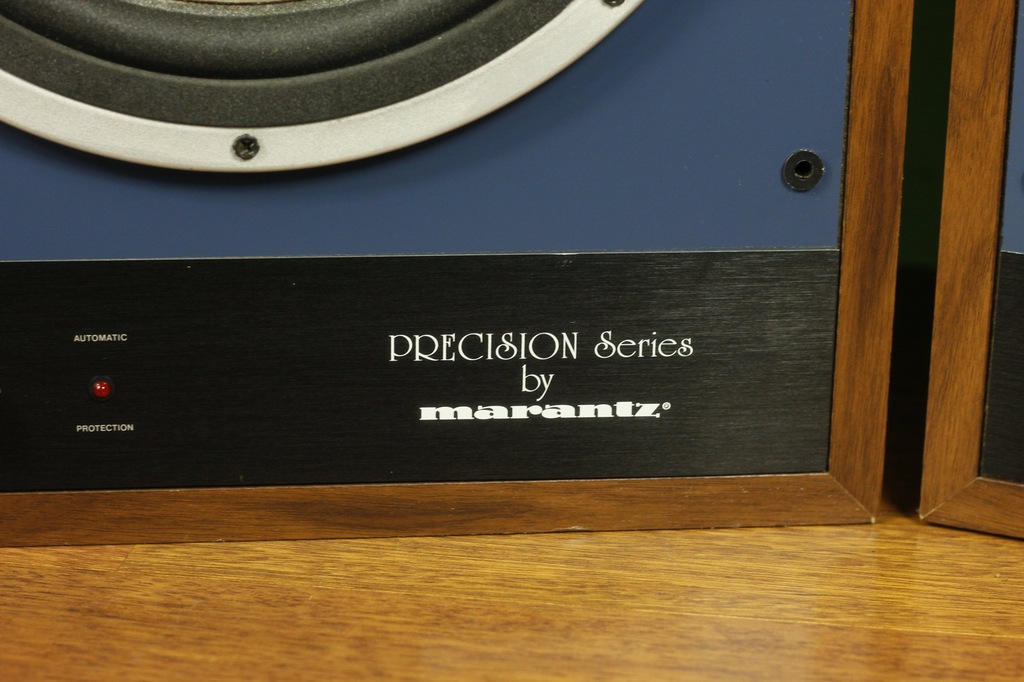 AUTOMATIC
PROTECTION
PRECISION Series
by
marantz®